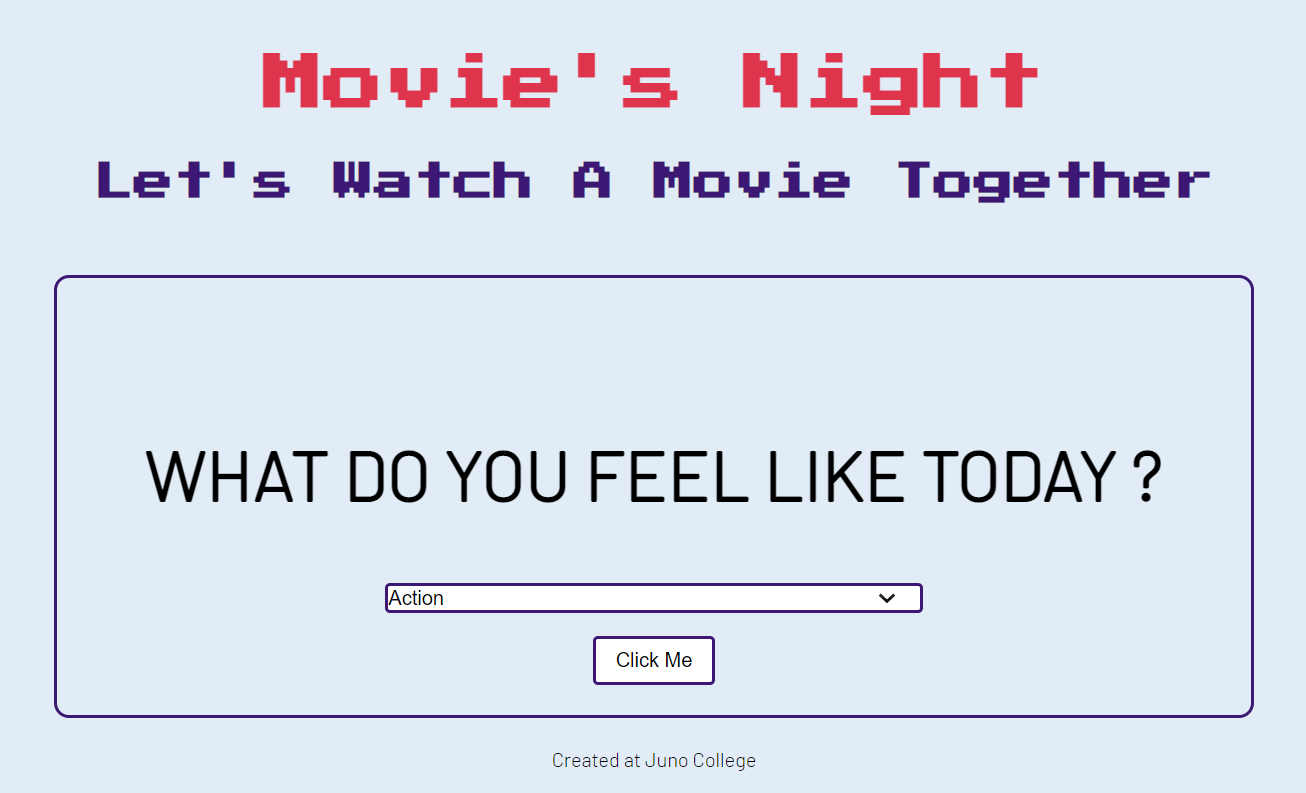 Movie's Night
Let's Watch A Movie Together
WHAT DO YOU FEEL LIKE TODAY ?
Action
Click Me
Created at Juno College